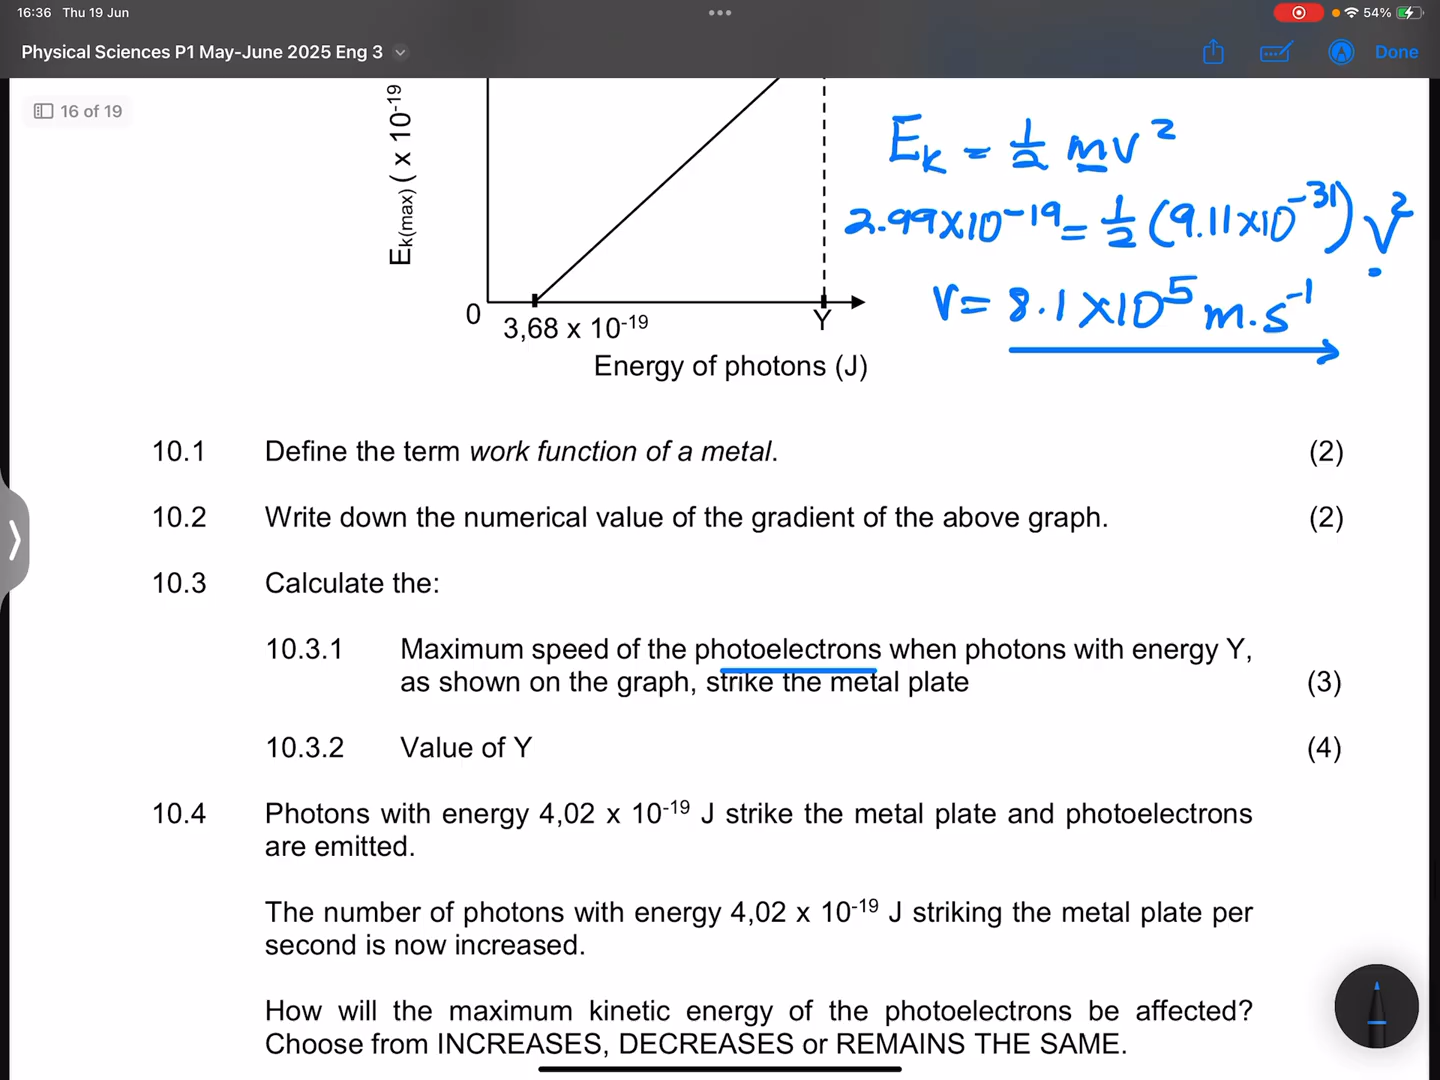 16:36 Thu 19 Jun
54%
Physical Sciences P1 May-June 2025 Eng 3
Done
16 of 19
Ek(max) ( x 10-19
0
3,68 x 10-19
Y
Energy of photons (J)
Ek = 1/2 mv²
2.99×10-19 = 1/2 (9.11×10-31) v²
v = 8.1 ×10⁵ m.s-1
10.1 Define the term work function of a metal. (2)
10.2 Write down the numerical value of the gradient of the above graph. (2)
10.3 Calculate the:
10.3.1 Maximum speed of the photoelectrons when photons with energy Y,
as shown on the graph, strike the metal plate (3)
10.3.2 Value of Y (4)
10.4 Photons with energy 4,02 x 10-19 J strike the metal plate and photoelectrons
are emitted.
The number of photons with energy 4,02 x 10-19 J striking the metal plate per
second is now increased.
How will the maximum kinetic energy of the photoelectrons be affected?
Choose from INCREASES, DECREASES or REMAINS THE SAME.